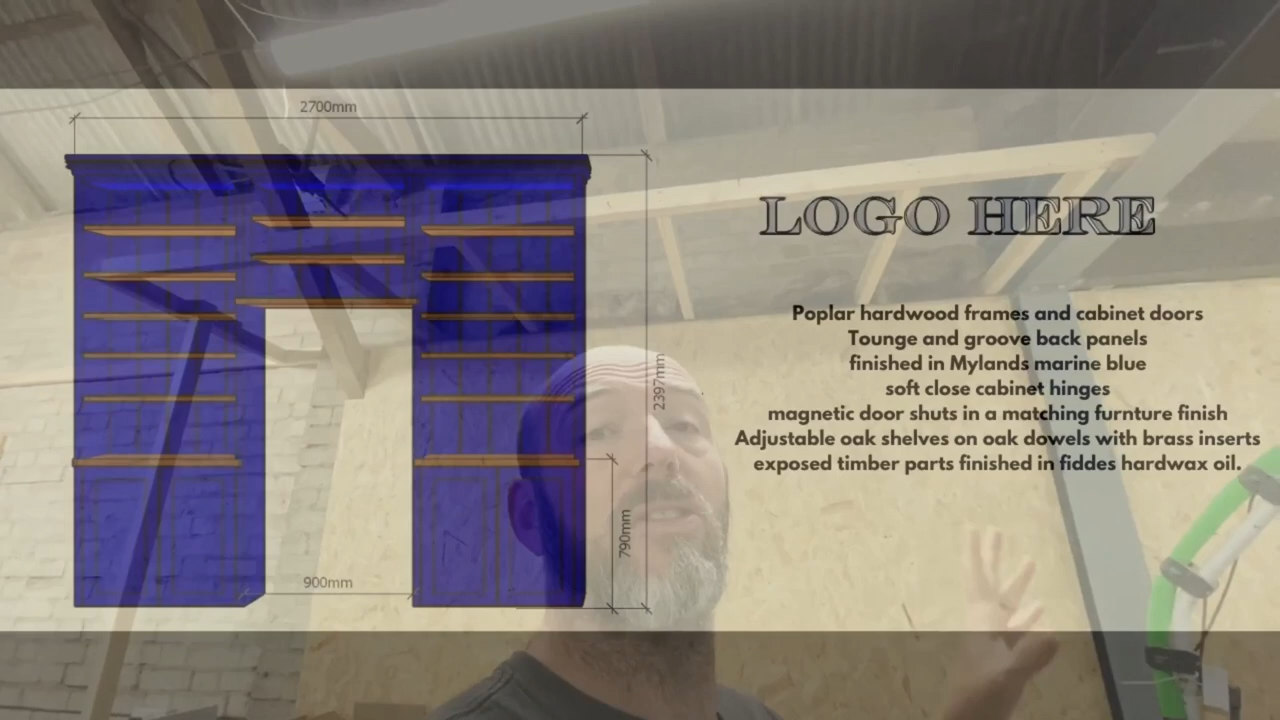 2700mm
LOGO HERE
Poplar hardwood frames and cabinet doors
Tounge and groove back panels
finished in Mylands marine blue
soft close cabinet hinges
magnetic door shuts in a matching furnture finish
Adjustable oak shelves on oak dowels with brass inserts
exposed timber parts finished in fiddes hardwax oil.
2397mm
790mm
900mm